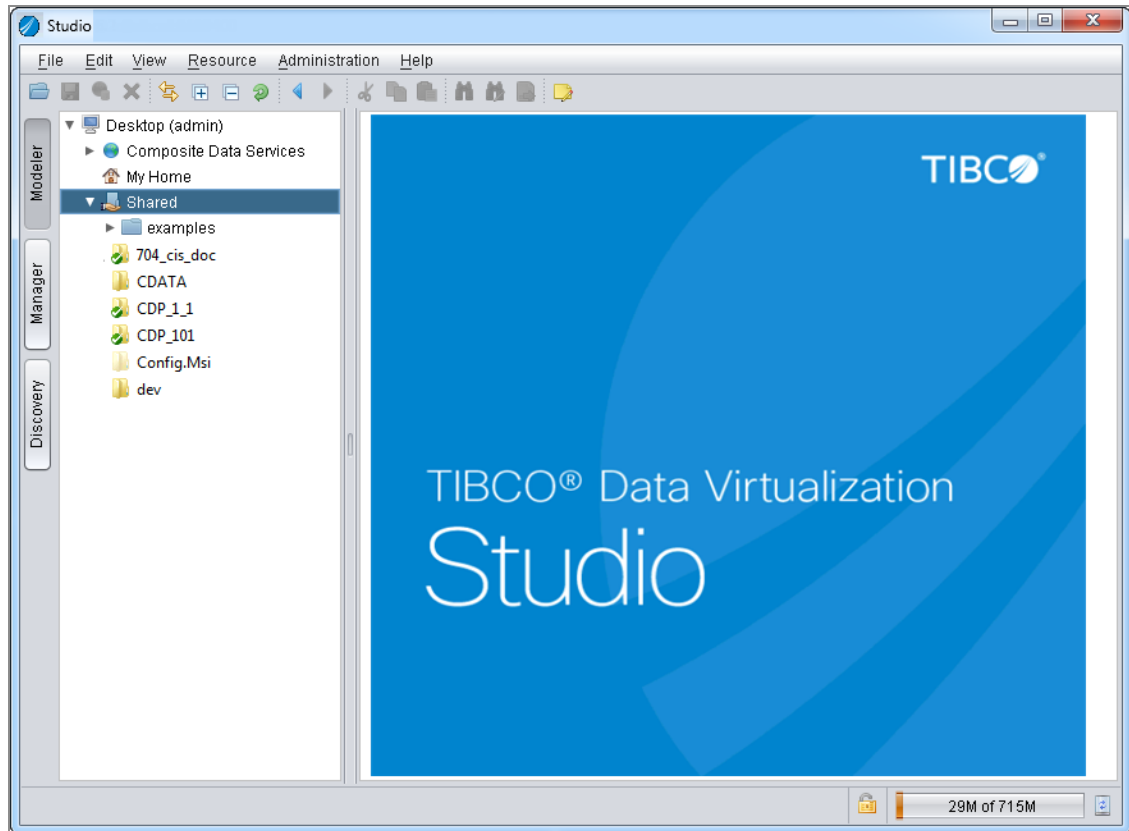 Studio
File Edit View Resource Administration Help
Modeler
Manager
Discovery
Desktop (admin)
Composite Data Services
My Home
Shared
examples
704_cis_doc
CDATA
CDP_1_1
CDP_101
Config.Msi
dev
TIBCO®
TIBCO® Data Virtualization
Studio
29M of 715M